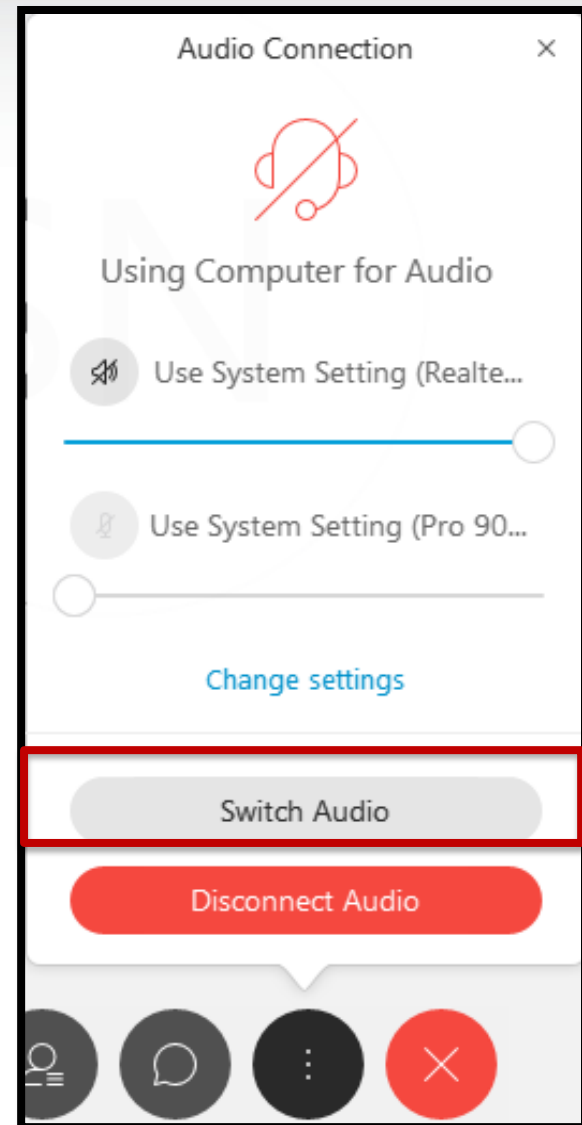 Audio Connection
Using Computer for Audio
Use System Setting (Realte...
Use System Setting (Pro 90...
Change settings
Switch Audio
Disconnect Audio